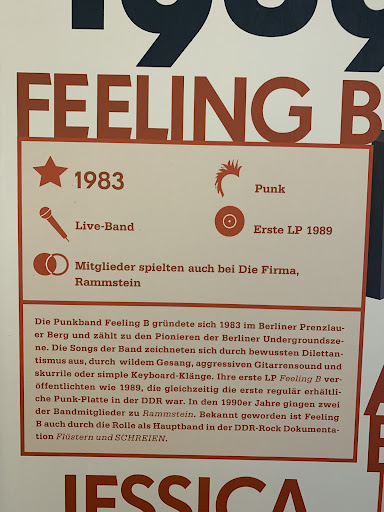 1989
FEELING B
1983
Punk
Live-Band
Erste LP 1989
Mitglieder spielten auch bei Die Firma,
Rammstein
Die Punkband Feeling B gründete sich 1983 im Berliner Prenzlau-
er Berg und zählt zu den Pionieren der Berliner Undergroundsze-
ne. Die Songs der Band zeichneten sich durch bewussten Dilettan-
tismus aus, durch wildem Gesang, aggressiven Gitarrensound und
skurrile oder simple Keyboard-Klänge. Ihre erste LP Feeling B ver-
öffentlichten wie 1989, die gleichzeitig die erste regulär erhältli-
che Punk-Platte in der DDR war. In den 1990er Jahre gingen zwei
der Bandmitglieder zu Rammstein. Bekannt geworden ist Feeling
B auch durch die Rolle als Hauptband in der DDR-Rock Dokumenta-
tion Flüstern und SCHREIEN.
JESSICA